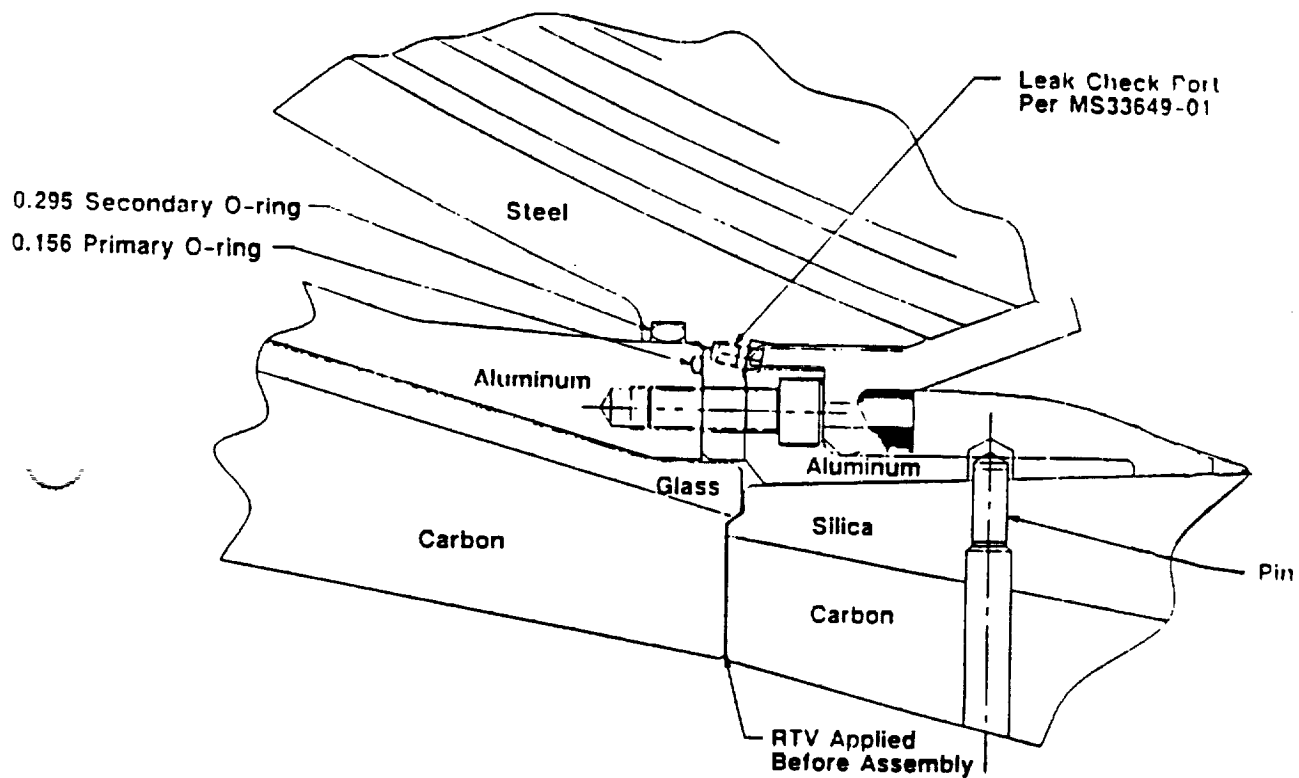 Leak Check Port
Per MS33649-01
0.295 Secondary O-ring
Steel
0.156 Primary O-ring
Aluminum
Aluminum
Glass
Silica
Carbon
Pin
Carbon
RTV Applied
Before Assembly